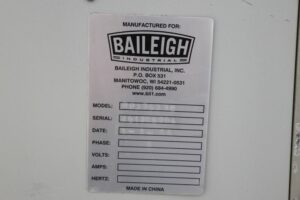 MANUFACTURED FOR:
BAILEIGH
INDUSTRIAL
BAILEIGH INDUSTRIAL, INC.
P.O. BOX 531
MANITOWOC, WI 54221-0531
PHONE (920) 684-4990
www.bii1.com
MODEL:
SERIAL:
DATE:
PHASE:
VOLTS:
AMPS:
HERTZ:
MADE IN CHINA